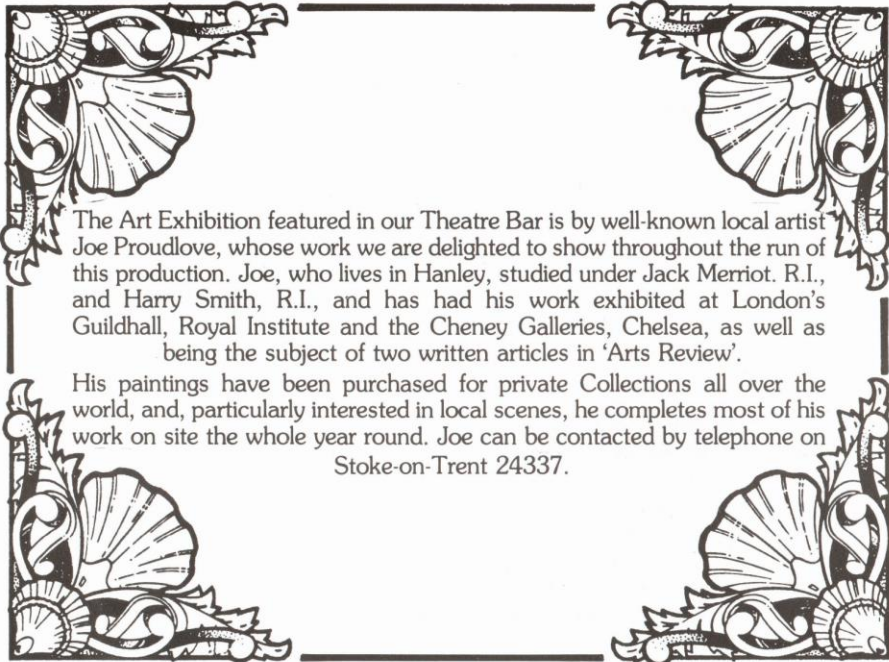 The Art Exhibition featured in our Theatre Bar is by well-known local artist
Joe Proudlove, whose work we are delighted to show throughout the run of
this production. Joe, who lives in Hanley, studied under Jack Merriot. R.I.,
and Harry Smith, R.I., and has had his work exhibited at London's
Guildhall, Royal Institute and the Cheney Galleries, Chelsea, as well as
being the subject of two written articles in 'Arts Review'.
His paintings have been purchased for private Collections all over the
world, and, particularly interested in local scenes, he completes most of his
work on site the whole year round. Joe can be contacted by telephone on
Stoke-on-Trent 24337.